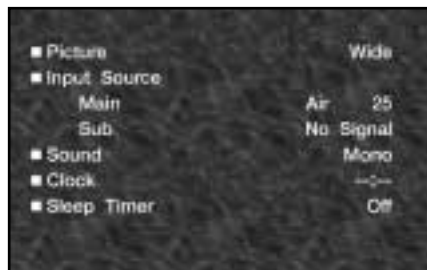 ■ Picture Wide
■ Input Source
Main Air 25
Sub No Signal
■ Sound Mono
■ Clock --:--
■ Sleep Timer Off